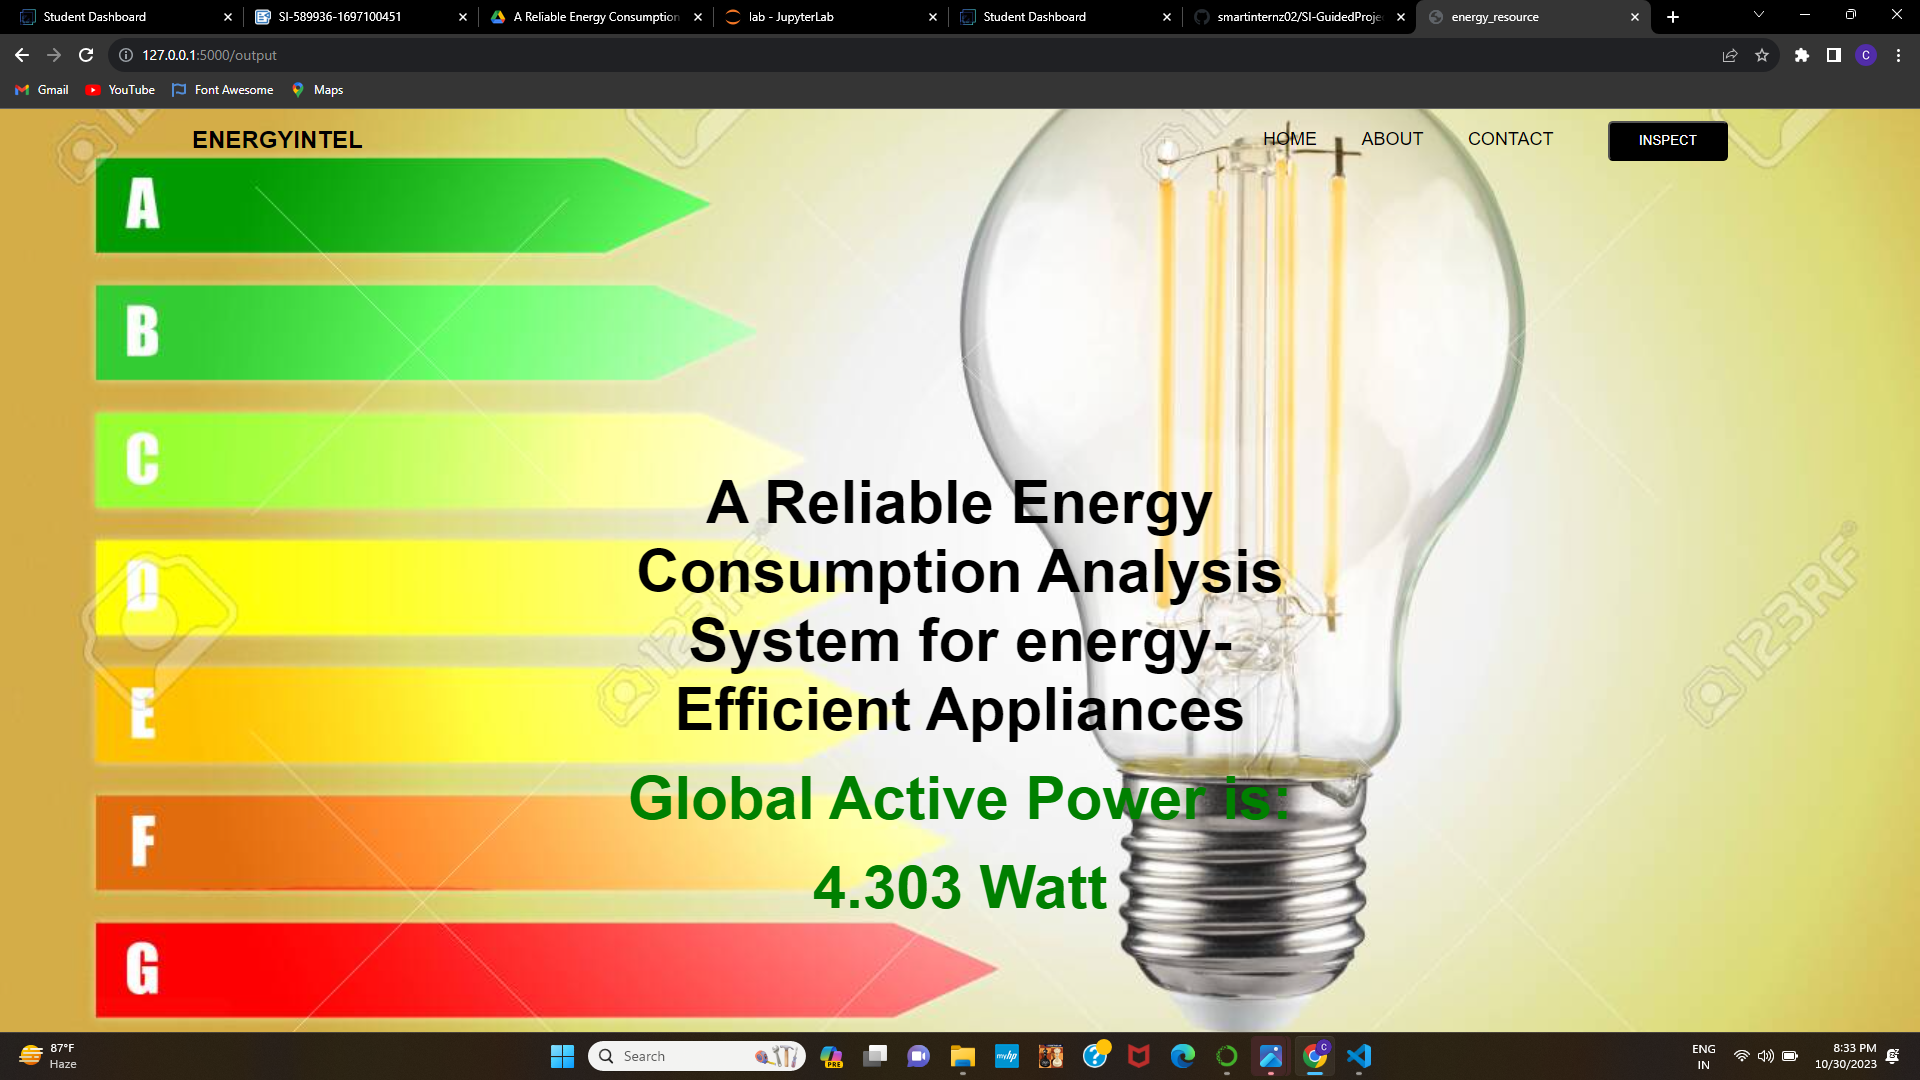 Student Dashboard
SI-589936-1697100451
A Reliable Energy Consumption
lab - JupyterLab
Student Dashboard
smartinternz02/SI-GuidedProje
energy_resource
127.0.0.1:5000/output
C
Gmail
YouTube
Font Awesome
Maps
ENERGYINTEL
HOME
ABOUT
CONTACT
INSPECT
A
B
C
D
E
F
G
A Reliable Energy
Consumption Analysis
System for energy-
Efficient Appliances
Global Active Power is:
4.303 Watt
123RF
123RF
87°F
Haze
Search
PRE
myhp
C
ENG
IN
8:33 PM
10/30/2023